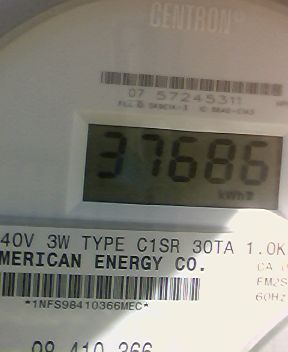 CENTRON®
07 57245311
37686
kWh
40V 3W TYPE C1SR 30TA 1.0K
MERICAN ENERGY CO.
CA
FM2S
60Hz
*1NFS98410366MEC*
98 410 366